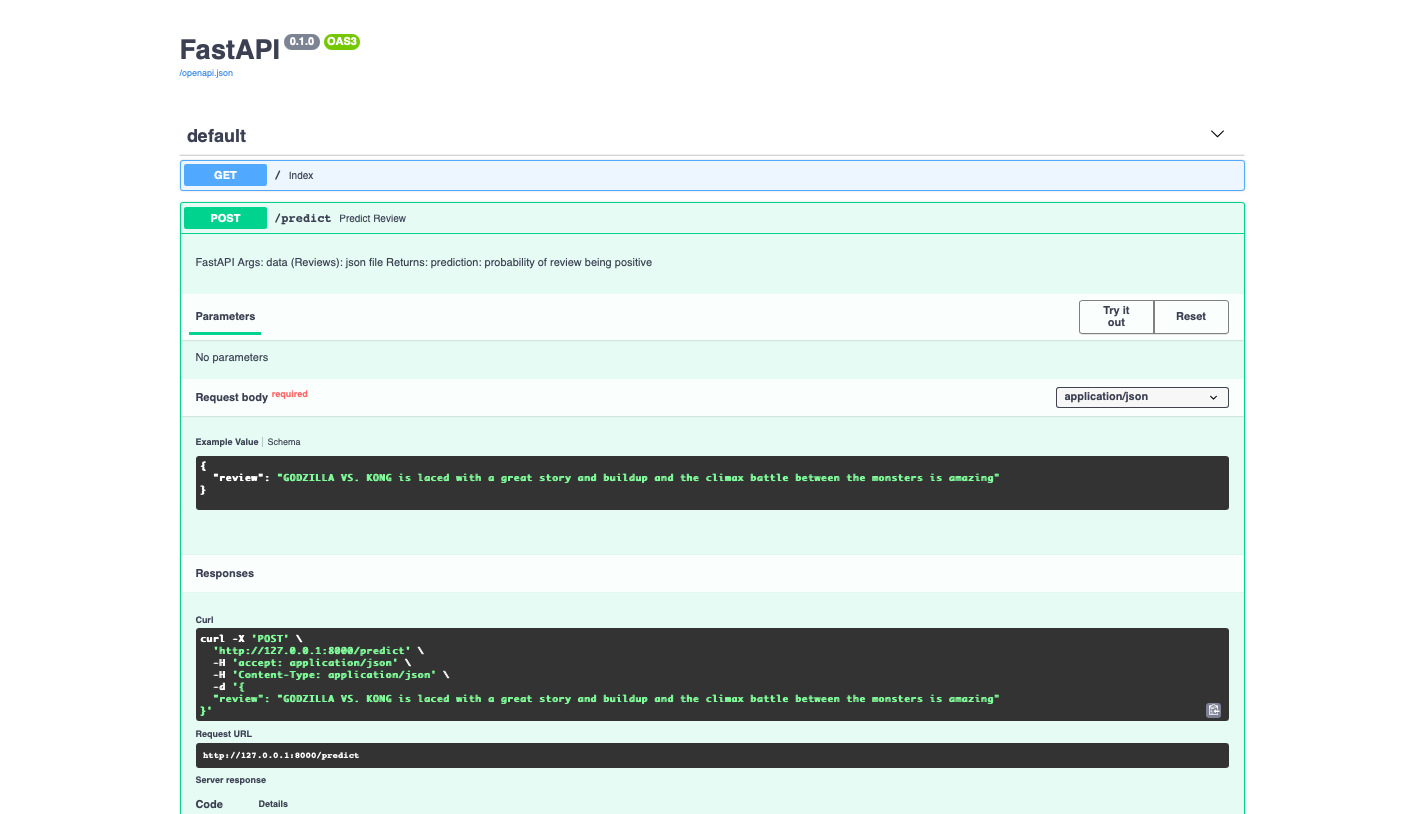 FastAPI 0.1.0 OAS3
/openapi.json
default
GET / Index
POST /predict Predict Review
FastAPI Args: data (Reviews): json file Returns: prediction: probability of review being positive
Parameters
Try it
out
Reset
No parameters
Request body required
application/json
Example Value Schema
{
"review": "GODZILLA VS. KONG is laced with a great story and buildup and the climax battle between the monsters is amazing"
}
Responses
Curl
curl -X 'POST' \
'http://127.0.0.1:8000/predict' \
-H 'accept: application/json' \
-H 'Content-Type: application/json' \
-d '{
"review": "GODZILLA VS. KONG is laced with a great story and buildup and the climax battle between the monsters is amazing"
}'
Request URL
http://127.0.0.1:8000/predict
Server response
Code Details